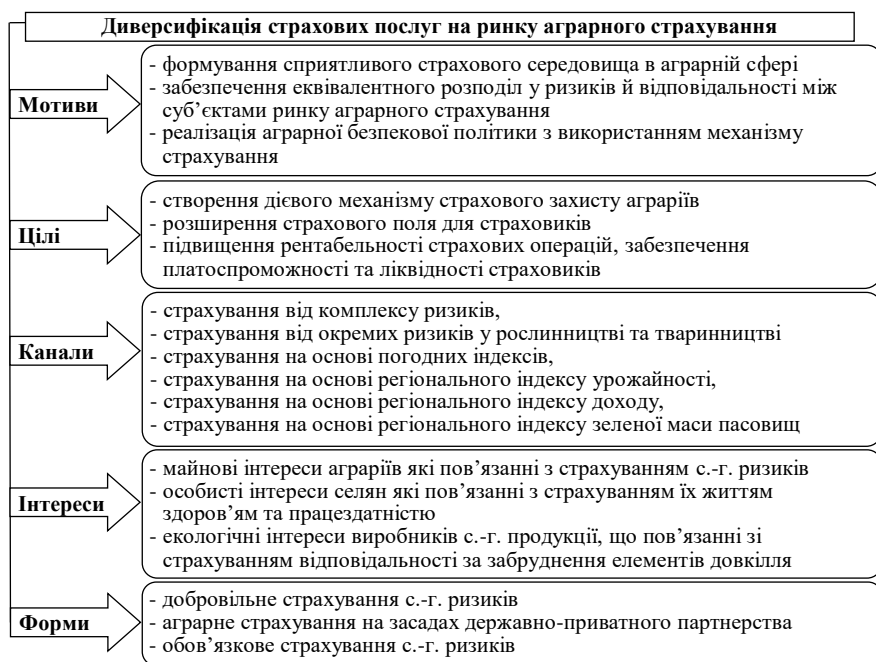 Диверсифікація страхових послуг на ринку аграрного страхування
Мотиви
- формування сприятливого страхового середовища в аграрній сфері
- забезпечення еквівалентного розподіл у ризиків й відповідальності між
суб’єктами ринку аграрного страхування
- реалізація аграрної безпекової політики з використанням механізму
страхування
Цілі
- створення дієвого механізму страхового захисту аграріїв
- розширення страхового поля для страховиків
- підвищення рентабельності страхових операцій, забезпечення
платоспроможності та ліквідності страховиків
Канали
- страхування від комплексу ризиків,
- страхування від окремих ризиків у рослинництві та тваринництві
- страхування на основі погодних індексів,
- страхування на основі регіонального індексу урожайності,
- страхування на основі регіонального індексу доходу,
- страхування на основі регіонального індексу зеленої маси пасовищ
Інтереси
- майнові інтереси аграріїв які пов’язанні з страхуванням с.-г. ризиків
- особисті інтереси селян які пов’язанні з страхуванням їх життям
здоров’ям та працездатністю
- екологічні інтереси виробників с.-г. продукції, що пов’язанні зі
страхуванням відповідальності за забруднення елементів довкілля
Форми
- добровільне страхування с.-г. ризиків
- аграрне страхування на засадах державно-приватного партнерства
- обов’язкове страхування с.-г. ризиків